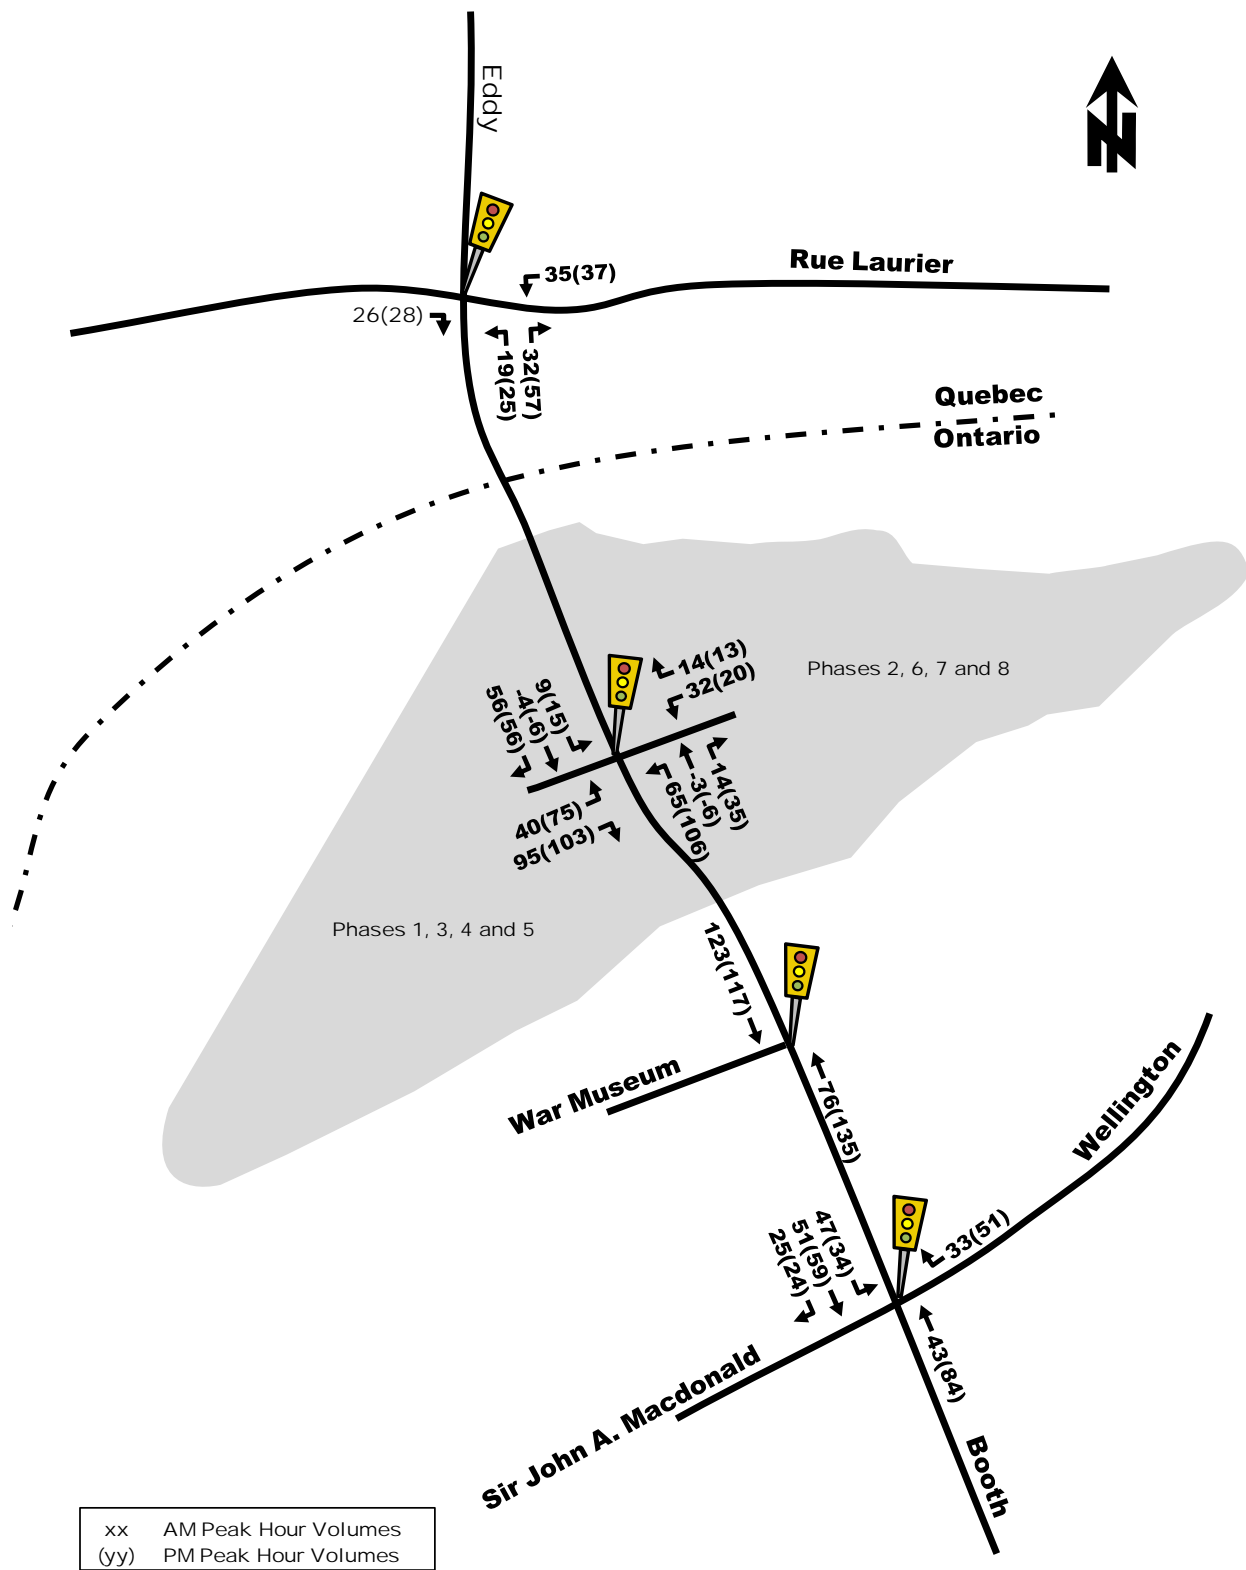 Eddy
N
Rue Laurier
35(37)
26(28)
19(25)
32(57)
Quebec
Ontario
14(13)
32(20)
Phases 2, 6, 7 and 8
9(15)
-4(-6)
56(56)
14(35)
-3(-6)
65(106)
40(75)
95(103)
Phases 1, 3, 4 and 5
123(117)
War Museum
76(135)
Wellington
47(34)
51(59)
25(24)
33(51)
43(84)
Sir John A. Macdonald
Booth
xx AM Peak Hour Volumes
(yy) PM Peak Hour Volumes